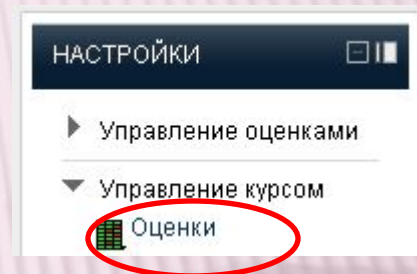 НАСТРОЙКИ
Управление оценками
Управление курсом
Оценки